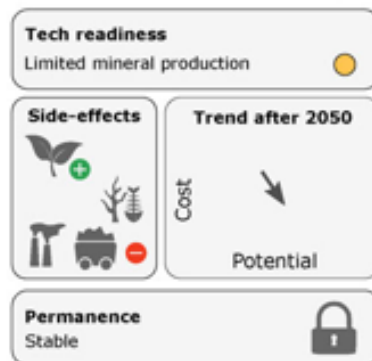 Tech readiness
Limited mineral production
Side-effects
Trend after 2050
Cost
Potential
Permanence
Stable